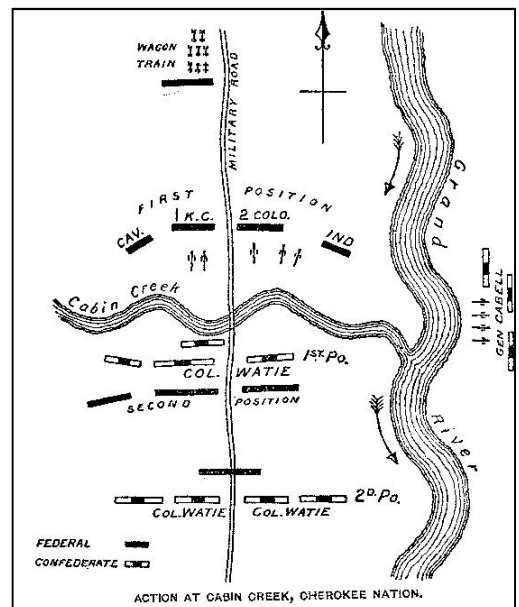 WAGON
TRAIN
MILITARY ROAD
FIRST POSITION
CAV.
1 K.C.
2 COLO.
IND
Grand River
Cabin Creek
GEN CABELL
1ST. Po.
COL. WATIE
SECOND POSITION
2D. Po.
COL. WATIE COL. WATIE
FEDERAL
CONFEDERATE
ACTION AT CABIN CREEK, CHEROKEE NATION.